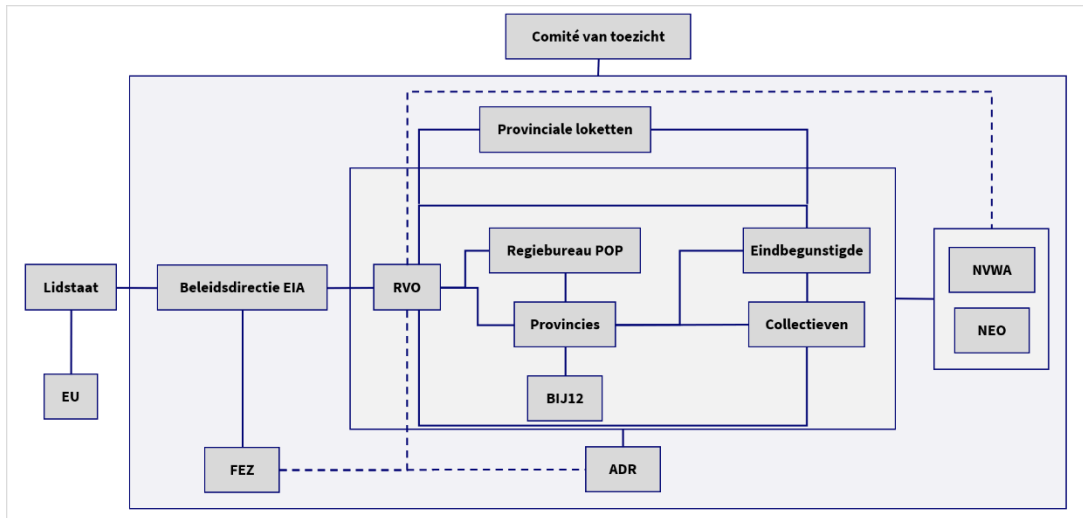 Comité van toezicht
Provinciale loketten
Regiebureau POP
Eindbegunstigde
NVWA
Lidstaat
Beleidsdirectie EIA
RVO
Provincies
Collectieven
NEO
EU
BIJ12
FEZ
ADR